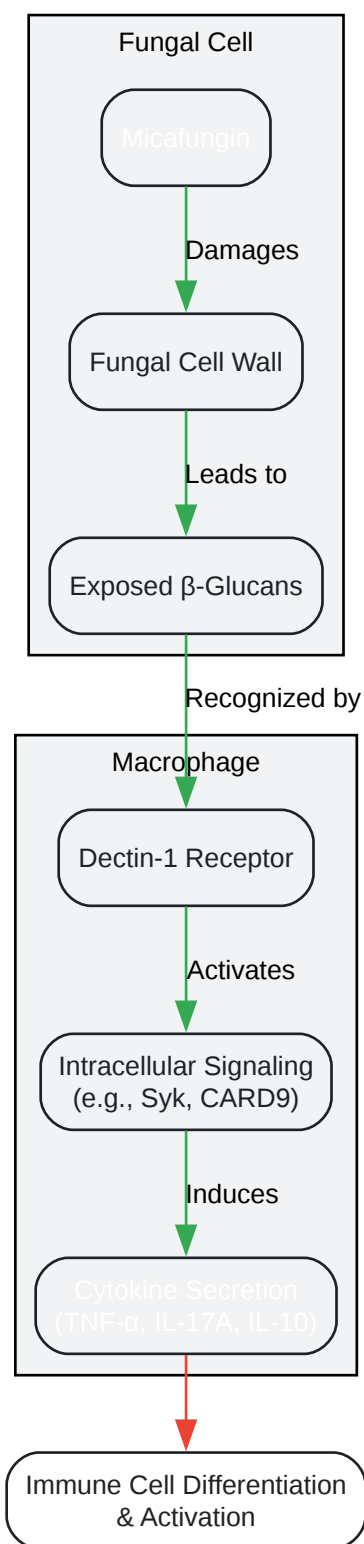 Fungal Cell
Micafungin
Damages
Fungal Cell Wall
Leads to
Exposed β-Glucans
Recognized by
Macrophage
Dectin-1 Receptor
Activates
Intracellular Signaling
(e.g., Syk, CARD9)
Induces
Cytokine Secretion
(TNF-α, IL-17A, IL-10)
Immune Cell Differentiation
& Activation